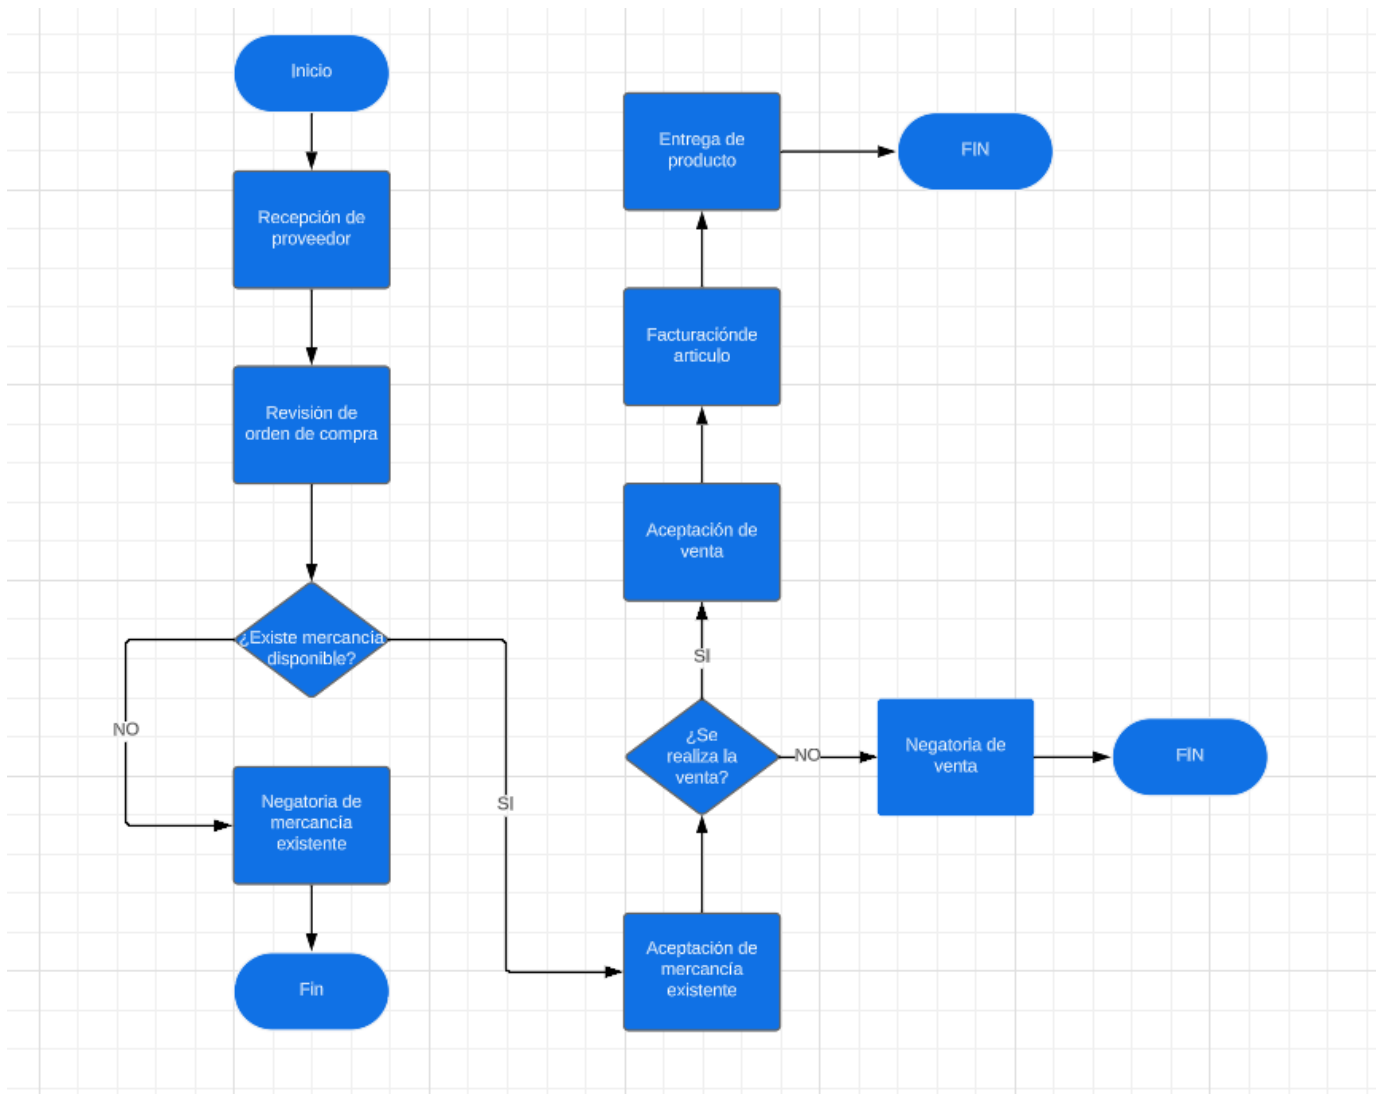 Inicio
Recepción de
proveedor
Revisión de
orden de compra
¿Existe mercancía
disponible?
NO
SI
Negatoria de
mercancía
existente
Fin
Aceptación de
mercancía
existente
¿Se
realiza la
venta?
NO
Negatoria de
venta
FIN
SI
Aceptación de
venta
Facturaciónde
articulo
Entrega de
producto
FIN